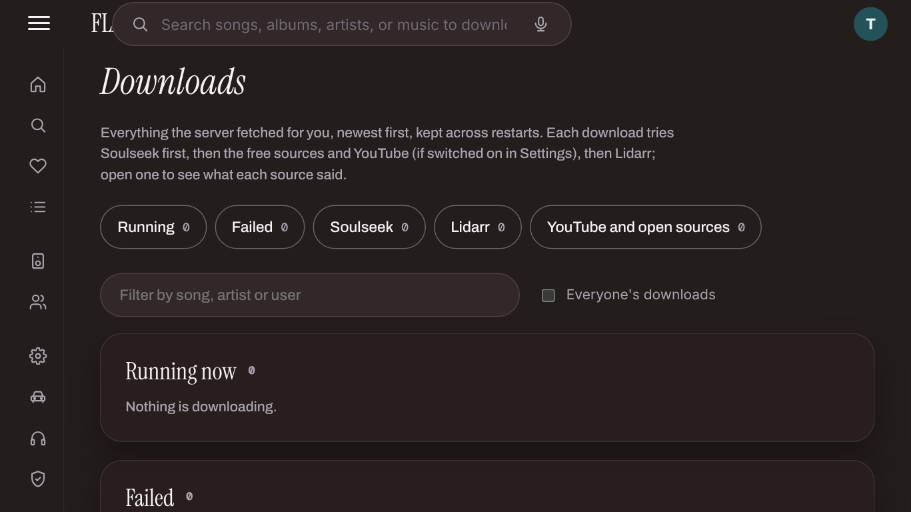 FL
Search songs, albums, artists, or music to downl
T
Downloads
Everything the server fetched for you, newest first, kept across restarts. Each download tries
Soulseek first, then the free sources and YouTube (if switched on in Settings), then Lidarr;
open one to see what each source said.
Running 0
Failed 0
Soulseek 0
Lidarr 0
YouTube and open sources 0
Filter by song, artist or user
Everyone's downloads
Running now 0
Nothing is downloading.
Failed 0